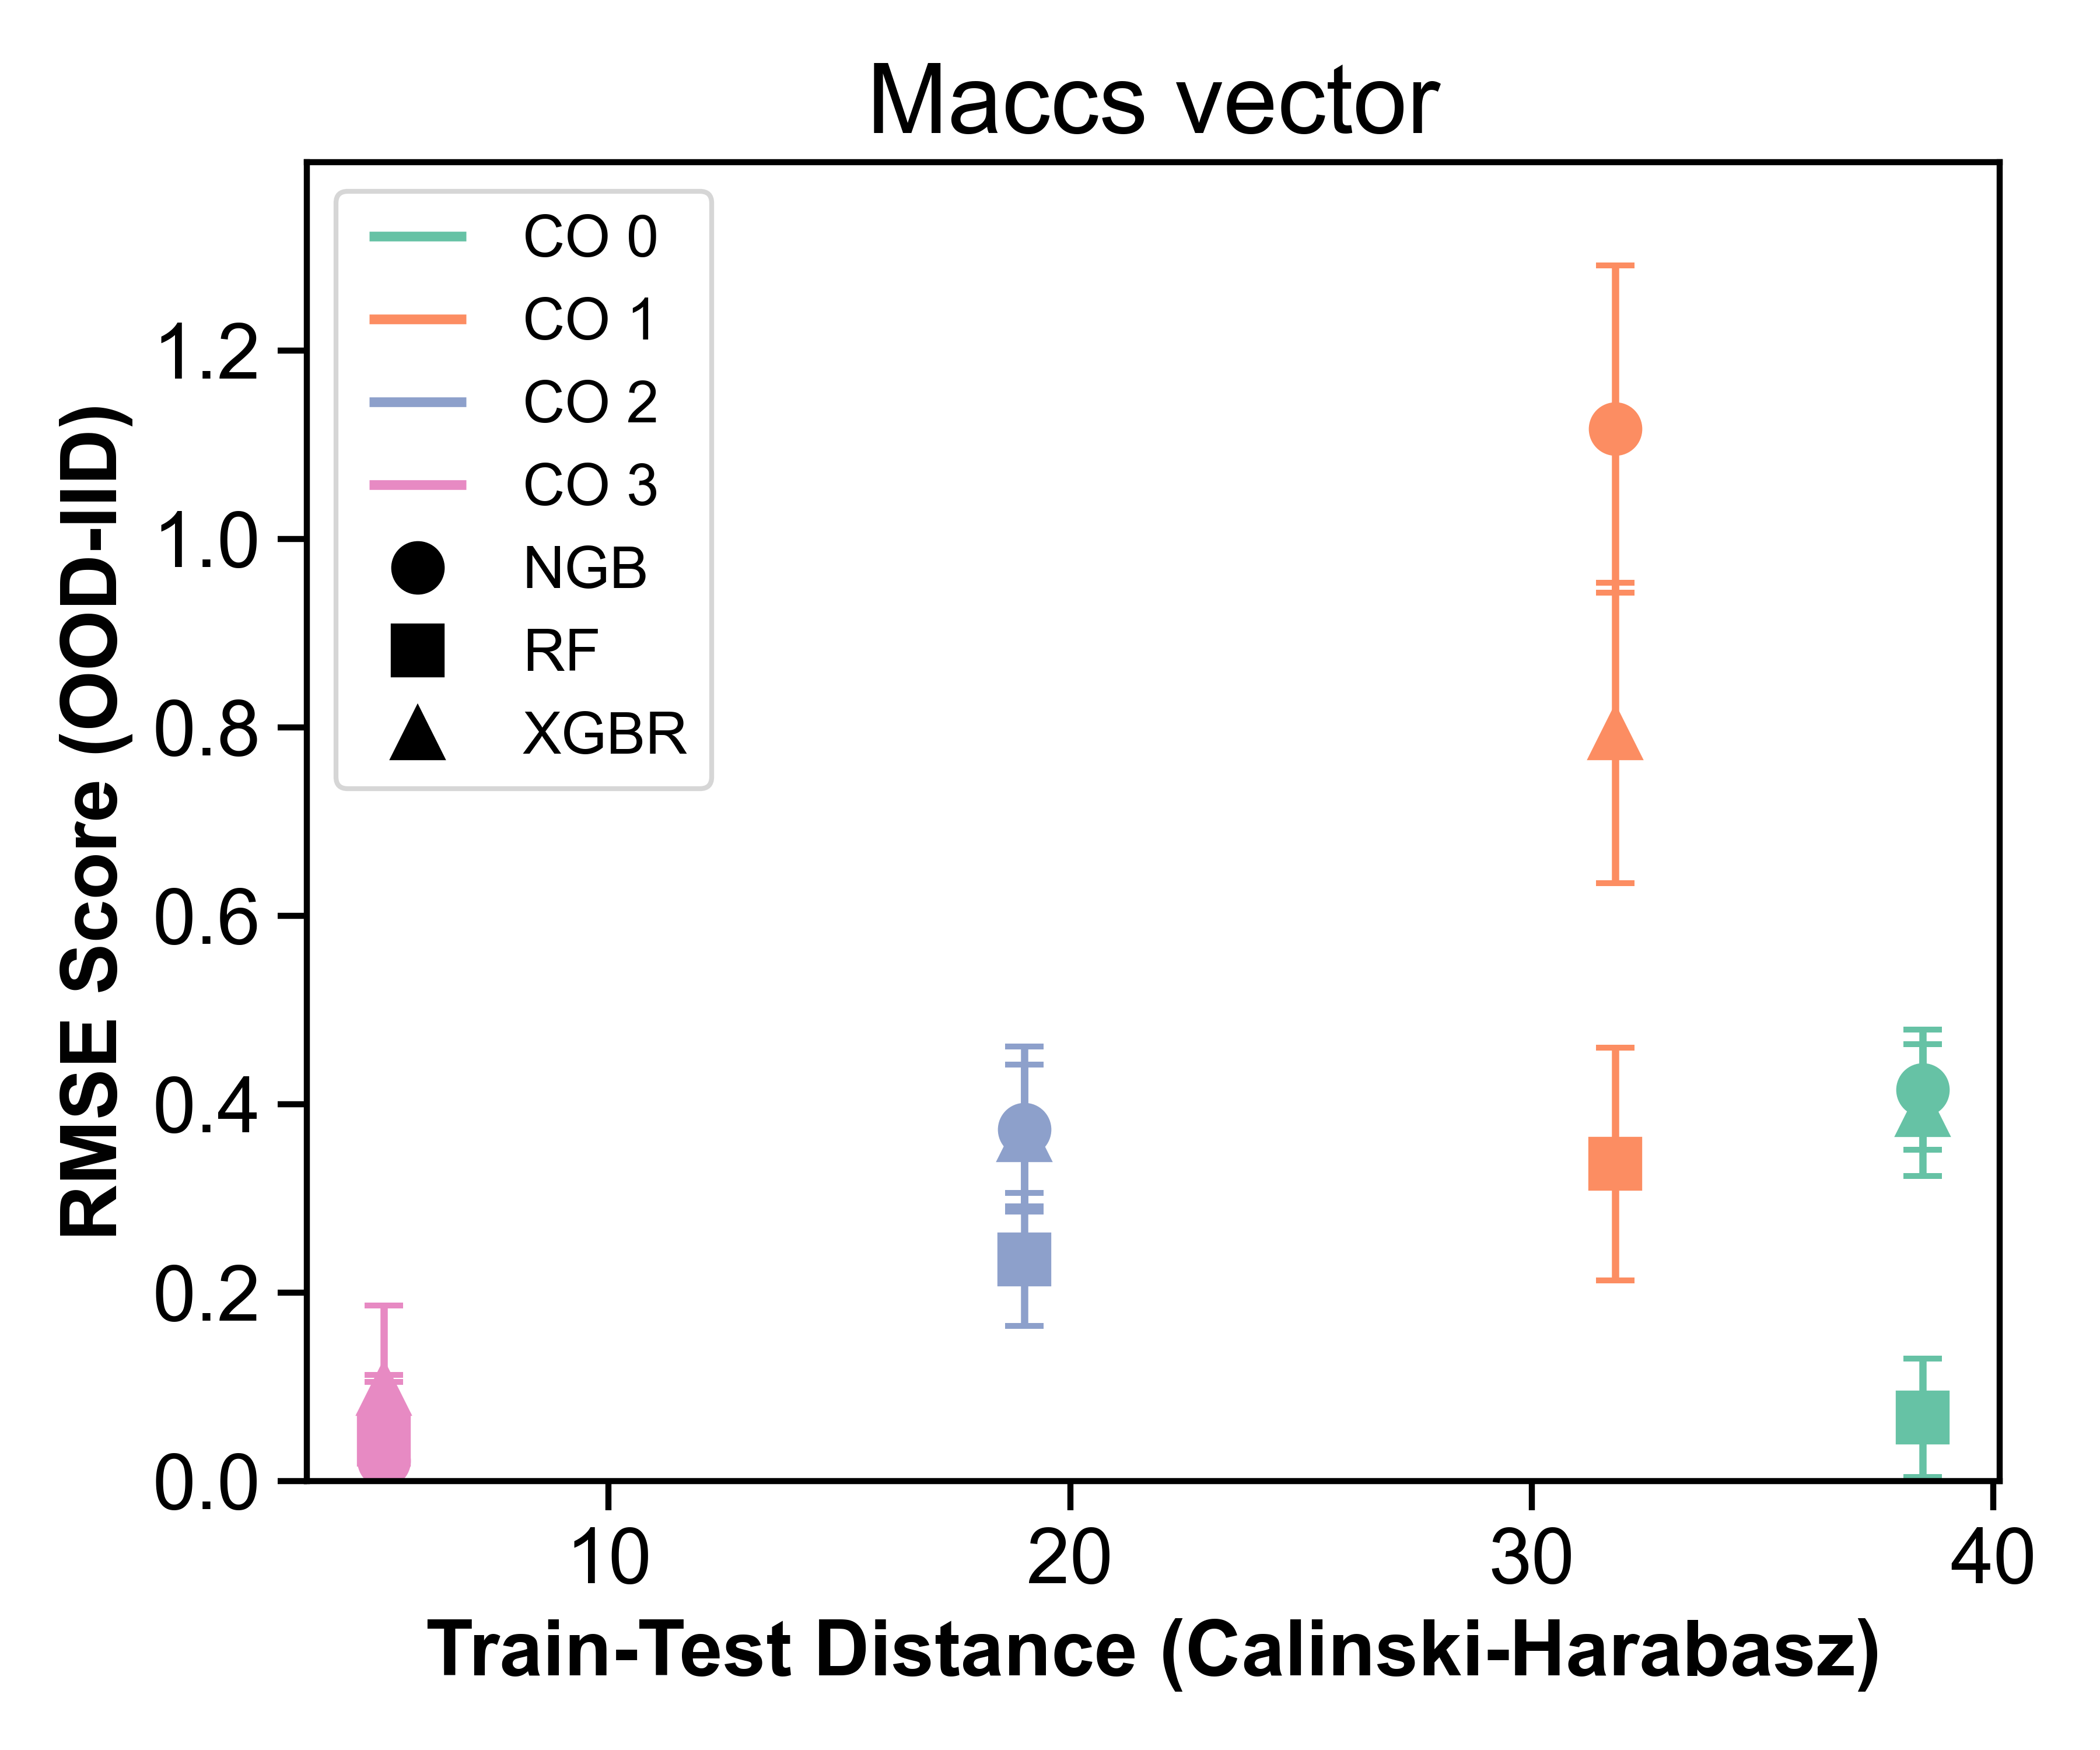 Maccs vector
CO 0
CO 1
CO 2
CO 3
NGB
RF
XGBR
RMSE Score (OOD-IID)
1.2
1.0
0.8
0.6
0.4
0.2
0.0
10 20 30 40
Train-Test Distance (Calinski-Harabasz)